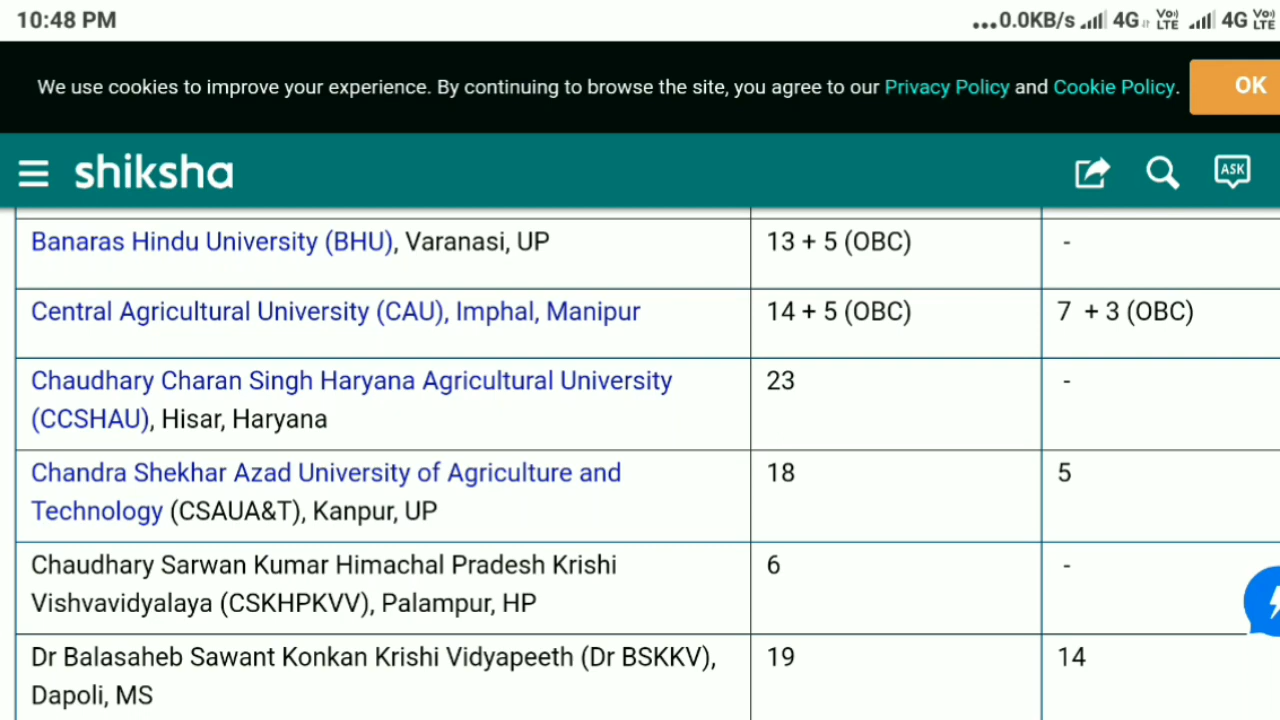 10:48 PM
...0.0KB/s 4G Vo) LTE 4G Vo) LTE
We use cookies to improve your experience. By continuing to browse the site, you agree to our Privacy Policy and Cookie Policy.
OK
shiksha
ASK
Banaras Hindu University (BHU), Varanasi, UP
13 + 5 (OBC)
-
Central Agricultural University (CAU), Imphal, Manipur
14 + 5 (OBC)
7 + 3 (OBC)
Chaudhary Charan Singh Haryana Agricultural University
(CCSHAU), Hisar, Haryana
23
-
Chandra Shekhar Azad University of Agriculture and
Technology (CSAUA&T), Kanpur, UP
18
5
Chaudhary Sarwan Kumar Himachal Pradesh Krishi
Vishvavidyalaya (CSKHPKVV), Palampur, HP
6
-
Dr Balasaheb Sawant Konkan Krishi Vidyapeeth (Dr BSKKV),
Dapoli, MS
19
14